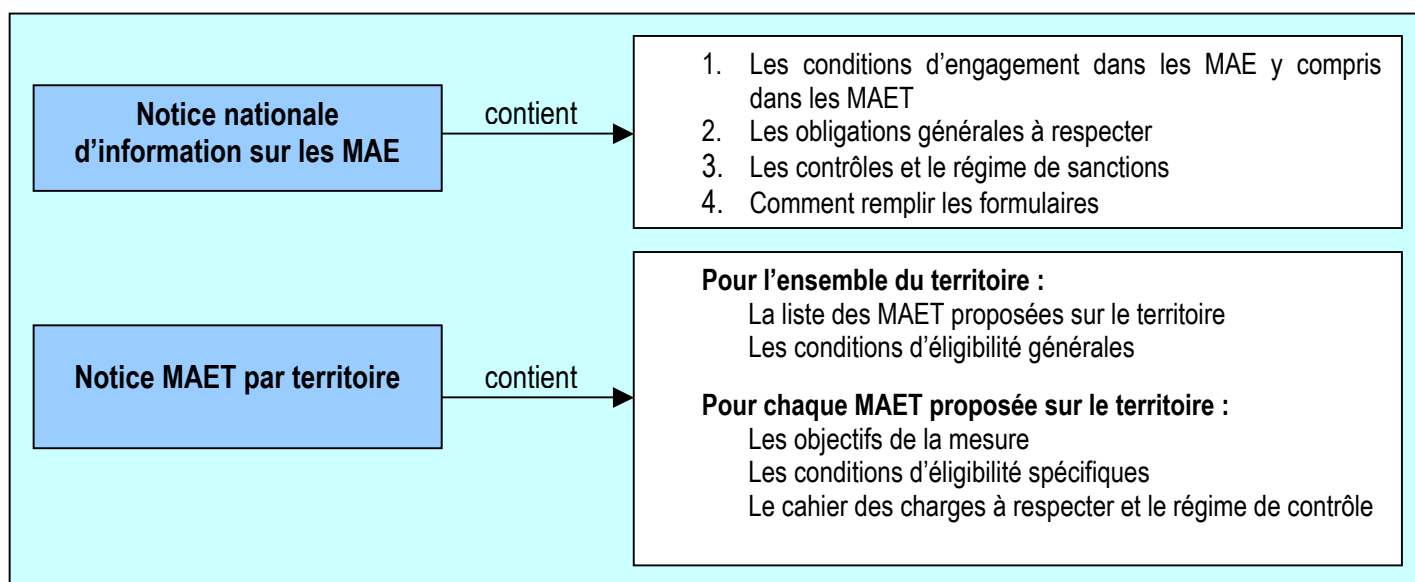 Notice nationale
d’information sur les MAE
contient
1. Les conditions d’engagement dans les MAE y compris
dans les MAET
2. Les obligations générales à respecter
3. Les contrôles et le régime de sanctions
4. Comment remplir les formulaires
Notice MAET par territoire
contient
Pour l’ensemble du territoire :
La liste des MAET proposées sur le territoire
Les conditions d’éligibilité générales
Pour chaque MAET proposée sur le territoire :
Les objectifs de la mesure
Les conditions d’éligibilité spécifiques
Le cahier des charges à respecter et le régime de contrôle